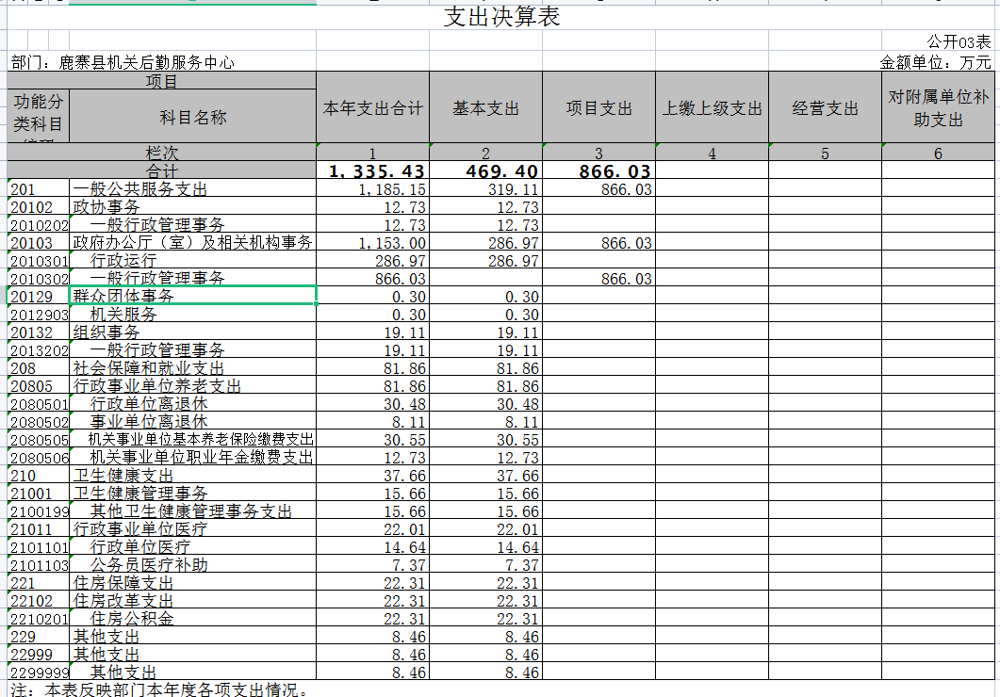 支出决算表
公开03表
部门：鹿寨县机关后勤服务中心 金额单位：万元
项目 本年支出合计 基本支出 项目支出 上缴上级支出 经营支出 对附属单位补助支出
功能分类科目 科目名称
栏次 1 2 3 4 5 6
合计 1,335.43 469.40 866.03
201 一般公共服务支出 1,185.15 319.11 866.03
20102 政协事务 12.73 12.73
2010202 一般行政管理事务 12.73 12.73
20103 政府办公厅（室）及相关机构事务 1,153.00 286.97 866.03
2010301 行政运行 286.97 286.97
2010302 一般行政管理事务 866.03 866.03
20129 群众团体事务 0.30 0.30
2012903 机关服务 0.30 0.30
20132 组织事务 19.11 19.11
2013202 一般行政管理事务 19.11 19.11
208 社会保障和就业支出 81.86 81.86
20805 行政事业单位养老支出 81.86 81.86
2080501 行政单位离退休 30.48 30.48
2080502 事业单位离退休 8.11 8.11
2080505 机关事业单位基本养老保险缴费支出 30.55 30.55
2080506 机关事业单位职业年金缴费支出 12.73 12.73
210 卫生健康支出 37.66 37.66
21001 卫生健康管理事务 15.66 15.66
2100199 其他卫生健康管理事务支出 15.66 15.66
21011 行政事业单位医疗 22.01 22.01
2101101 行政单位医疗 14.64 14.64
2101103 公务员医疗补助 7.37 7.37
221 住房保障支出 22.31 22.31
22102 住房改革支出 22.31 22.31
2210201 住房公积金 22.31 22.31
229 其他支出 8.46 8.46
22999 其他支出 8.46 8.46
2299999 其他支出 8.46 8.46
注：本表反映部门本年度各项支出情况。